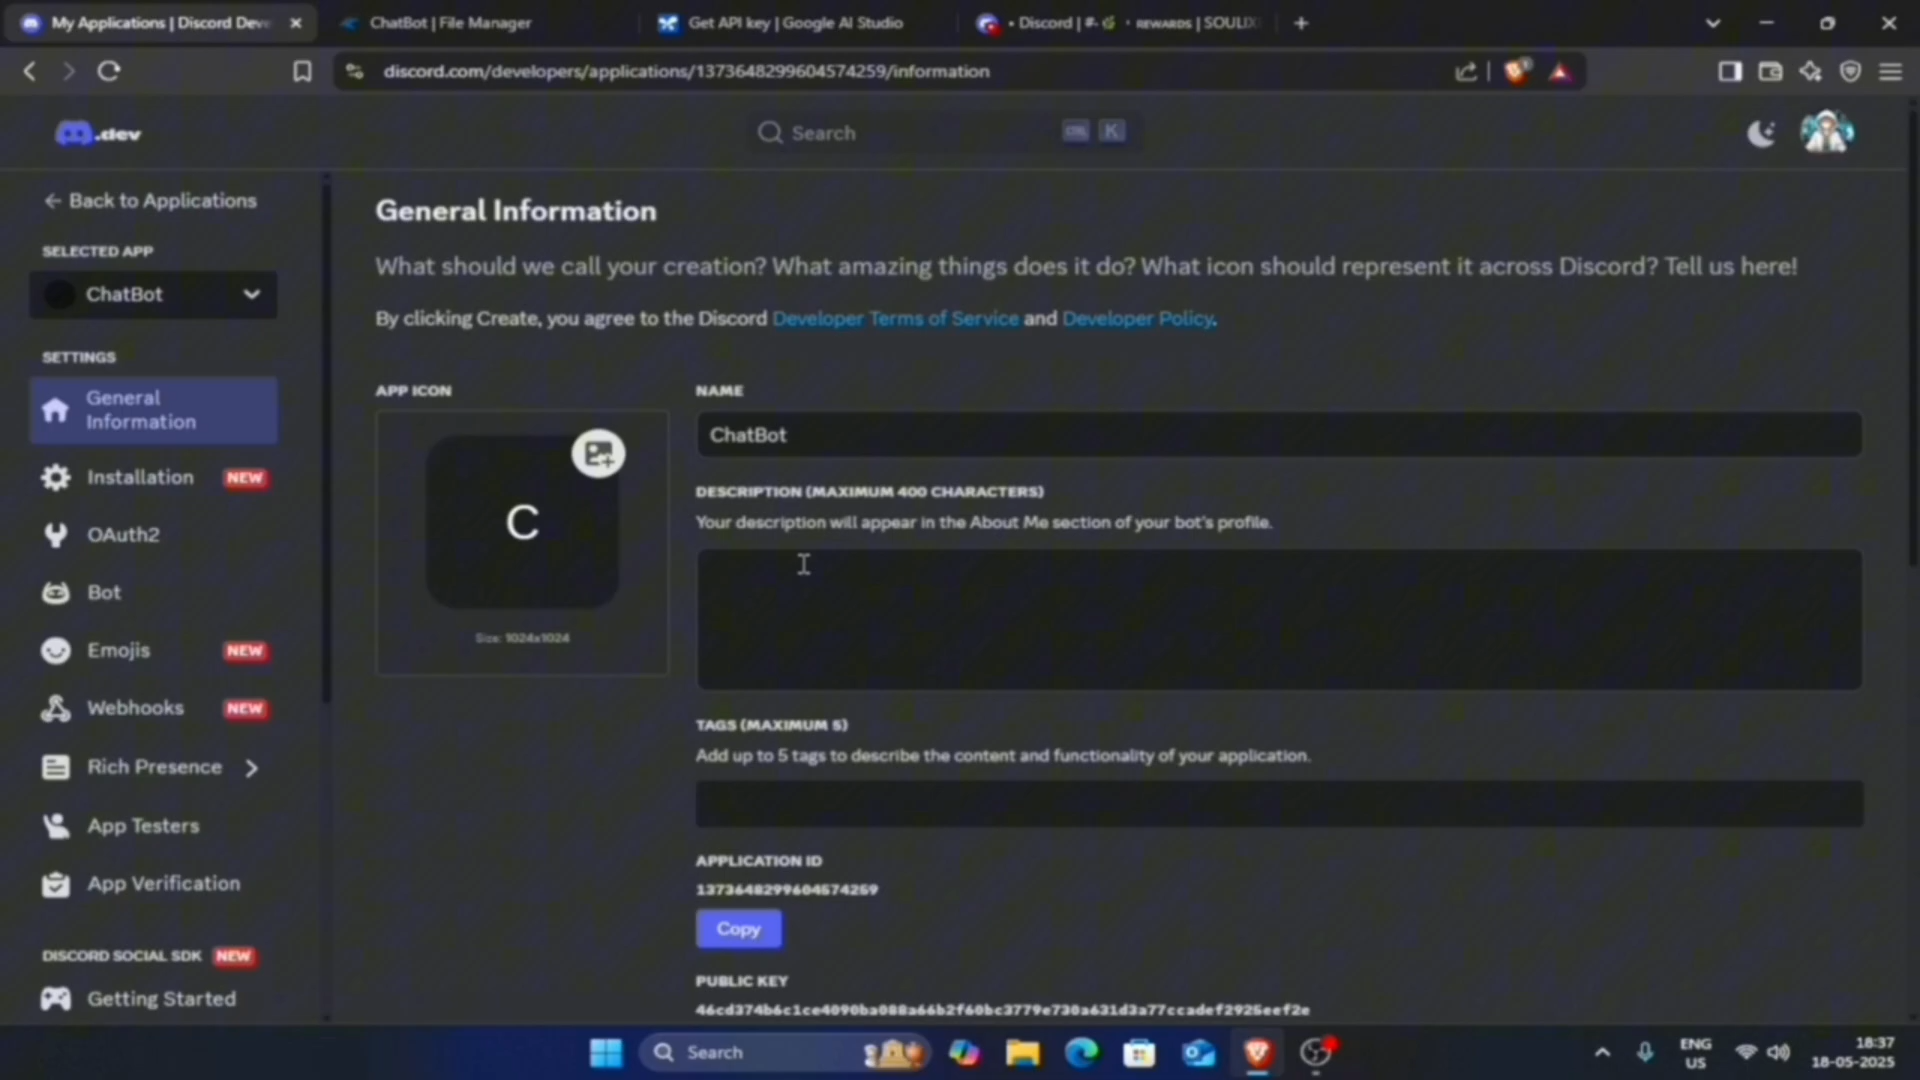 My Applications | Discord Deve
ChatBot | File Manager
Get API key | Google AI Studio
• Discord | #-
REWARDS | SOULIX
discord.com/developers/applications/1373648299604574259/information
.dev
Search
CTRL K
Back to Applications
SELECTED APP
ChatBot
SETTINGS
General
Information
Installation NEW
OAuth2
Bot
Emojis NEW
Webhooks NEW
Rich Presence
App Testers
App Verification
DISCORD SOCIAL SDK NEW
Getting Started
General Information
What should we call your creation? What amazing things does it do? What icon should represent it across Discord? Tell us here!
By clicking Create, you agree to the Discord Developer Terms of Service and Developer Policy.
APP ICON
C
Size: 1024x1024
NAME
ChatBot
DESCRIPTION (MAXIMUM 400 CHARACTERS)
Your description will appear in the About Me section of your bot's profile.
TAGS (MAXIMUM 5)
Add up to 5 tags to describe the content and functionality of your application.
APPLICATION ID
1373648299604574259
Copy
PUBLIC KEY
46cd374b6c1ce4090ba088a66b2f60bc3779e730a631d3a77ccadef2925eef2e
Search
ENG
US
18:37
18-05-2025